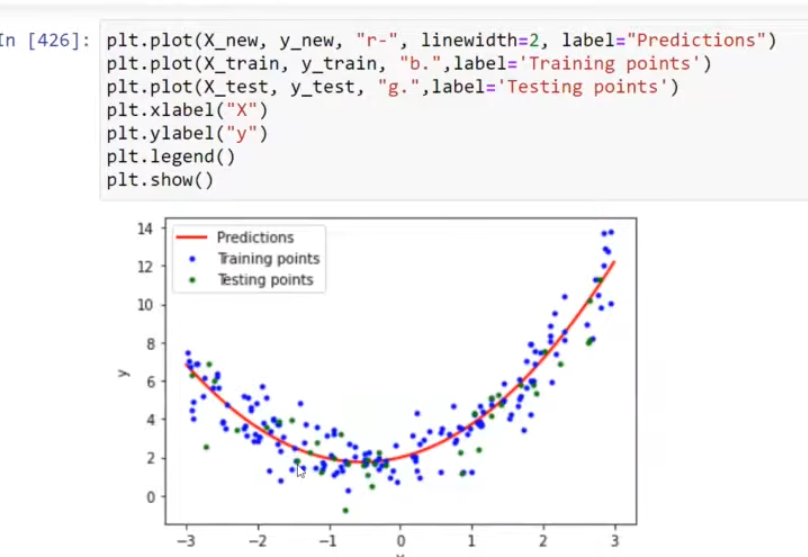 In [426]:
plt.plot(X_new, y_new, "r-", linewidth=2, label="Predictions")
plt.plot(X_train, y_train, "b.",label='Training points')
plt.plot(X_test, y_test, "g.",label='Testing points')
plt.xlabel("X")
plt.ylabel("y")
plt.legend()
plt.show()
Predictions
Training points
Testing points
14
12
10
8
6
4
2
0
y
−3 −2 −1 0 1 2 3